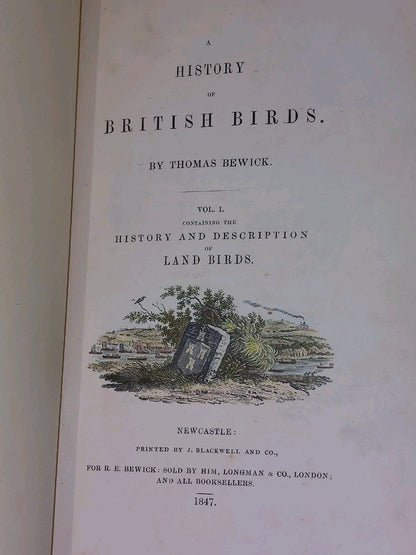 A
HISTORY
OF
BRITISH BIRDS.
BY THOMAS BEWICK.
VOL. I.
CONTAINING THE
HISTORY AND DESCRIPTION
OF
LAND BIRDS.
NEWCASTLE:
PRINTED BY J. BLACKWELL AND CO.,
FOR R. E. BEWICK: SOLD BY HIM, LONGMAN & CO., LONDON;
AND ALL BOOKSELLERS.
1847.